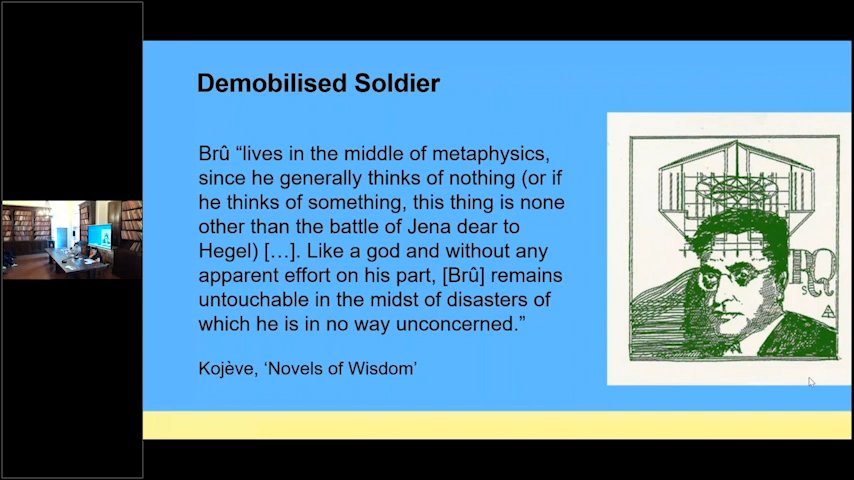 Demobilised Soldier
Brû “lives in the middle of metaphysics,
since he generally thinks of nothing (or if
he thinks of something, this thing is none
other than the battle of Jena dear to
Hegel) […]. Like a god and without any
apparent effort on his part, [Brû] remains
untouchable in the midst of disasters of
which he is in no way unconcerned.”
Kojève, ‘Novels of Wisdom’
RQ